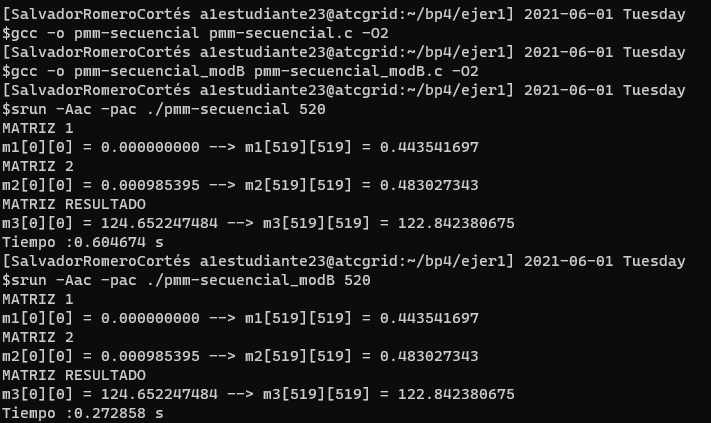 [SalvadorRomeroCortés a1estudiante23@atcgrid:~/bp4/ejer1] 2021-06-01 Tuesday
$gcc -o pmm-secuencial pmm-secuencial.c -O2
[SalvadorRomeroCortés a1estudiante23@atcgrid:~/bp4/ejer1] 2021-06-01 Tuesday
$gcc -o pmm-secuencial_modB pmm-secuencial_modB.c -O2
[SalvadorRomeroCortés a1estudiante23@atcgrid:~/bp4/ejer1] 2021-06-01 Tuesday
$srun -Aac -pac ./pmm-secuencial 520
MATRIZ 1
m1[0][0] = 0.000000000 --> m1[519][519] = 0.443541697
MATRIZ 2
m2[0][0] = 0.000985395 --> m2[519][519] = 0.483027343
MATRIZ RESULTADO
m3[0][0] = 124.652247484 --> m3[519][519] = 122.842380675
Tiempo :0.604674 s
[SalvadorRomeroCortés a1estudiante23@atcgrid:~/bp4/ejer1] 2021-06-01 Tuesday
$srun -Aac -pac ./pmm-secuencial_modB 520
MATRIZ 1
m1[0][0] = 0.000000000 --> m1[519][519] = 0.443541697
MATRIZ 2
m2[0][0] = 0.000985395 --> m2[519][519] = 0.483027343
MATRIZ RESULTADO
m3[0][0] = 124.652247484 --> m3[519][519] = 122.842380675
Tiempo :0.272858 s